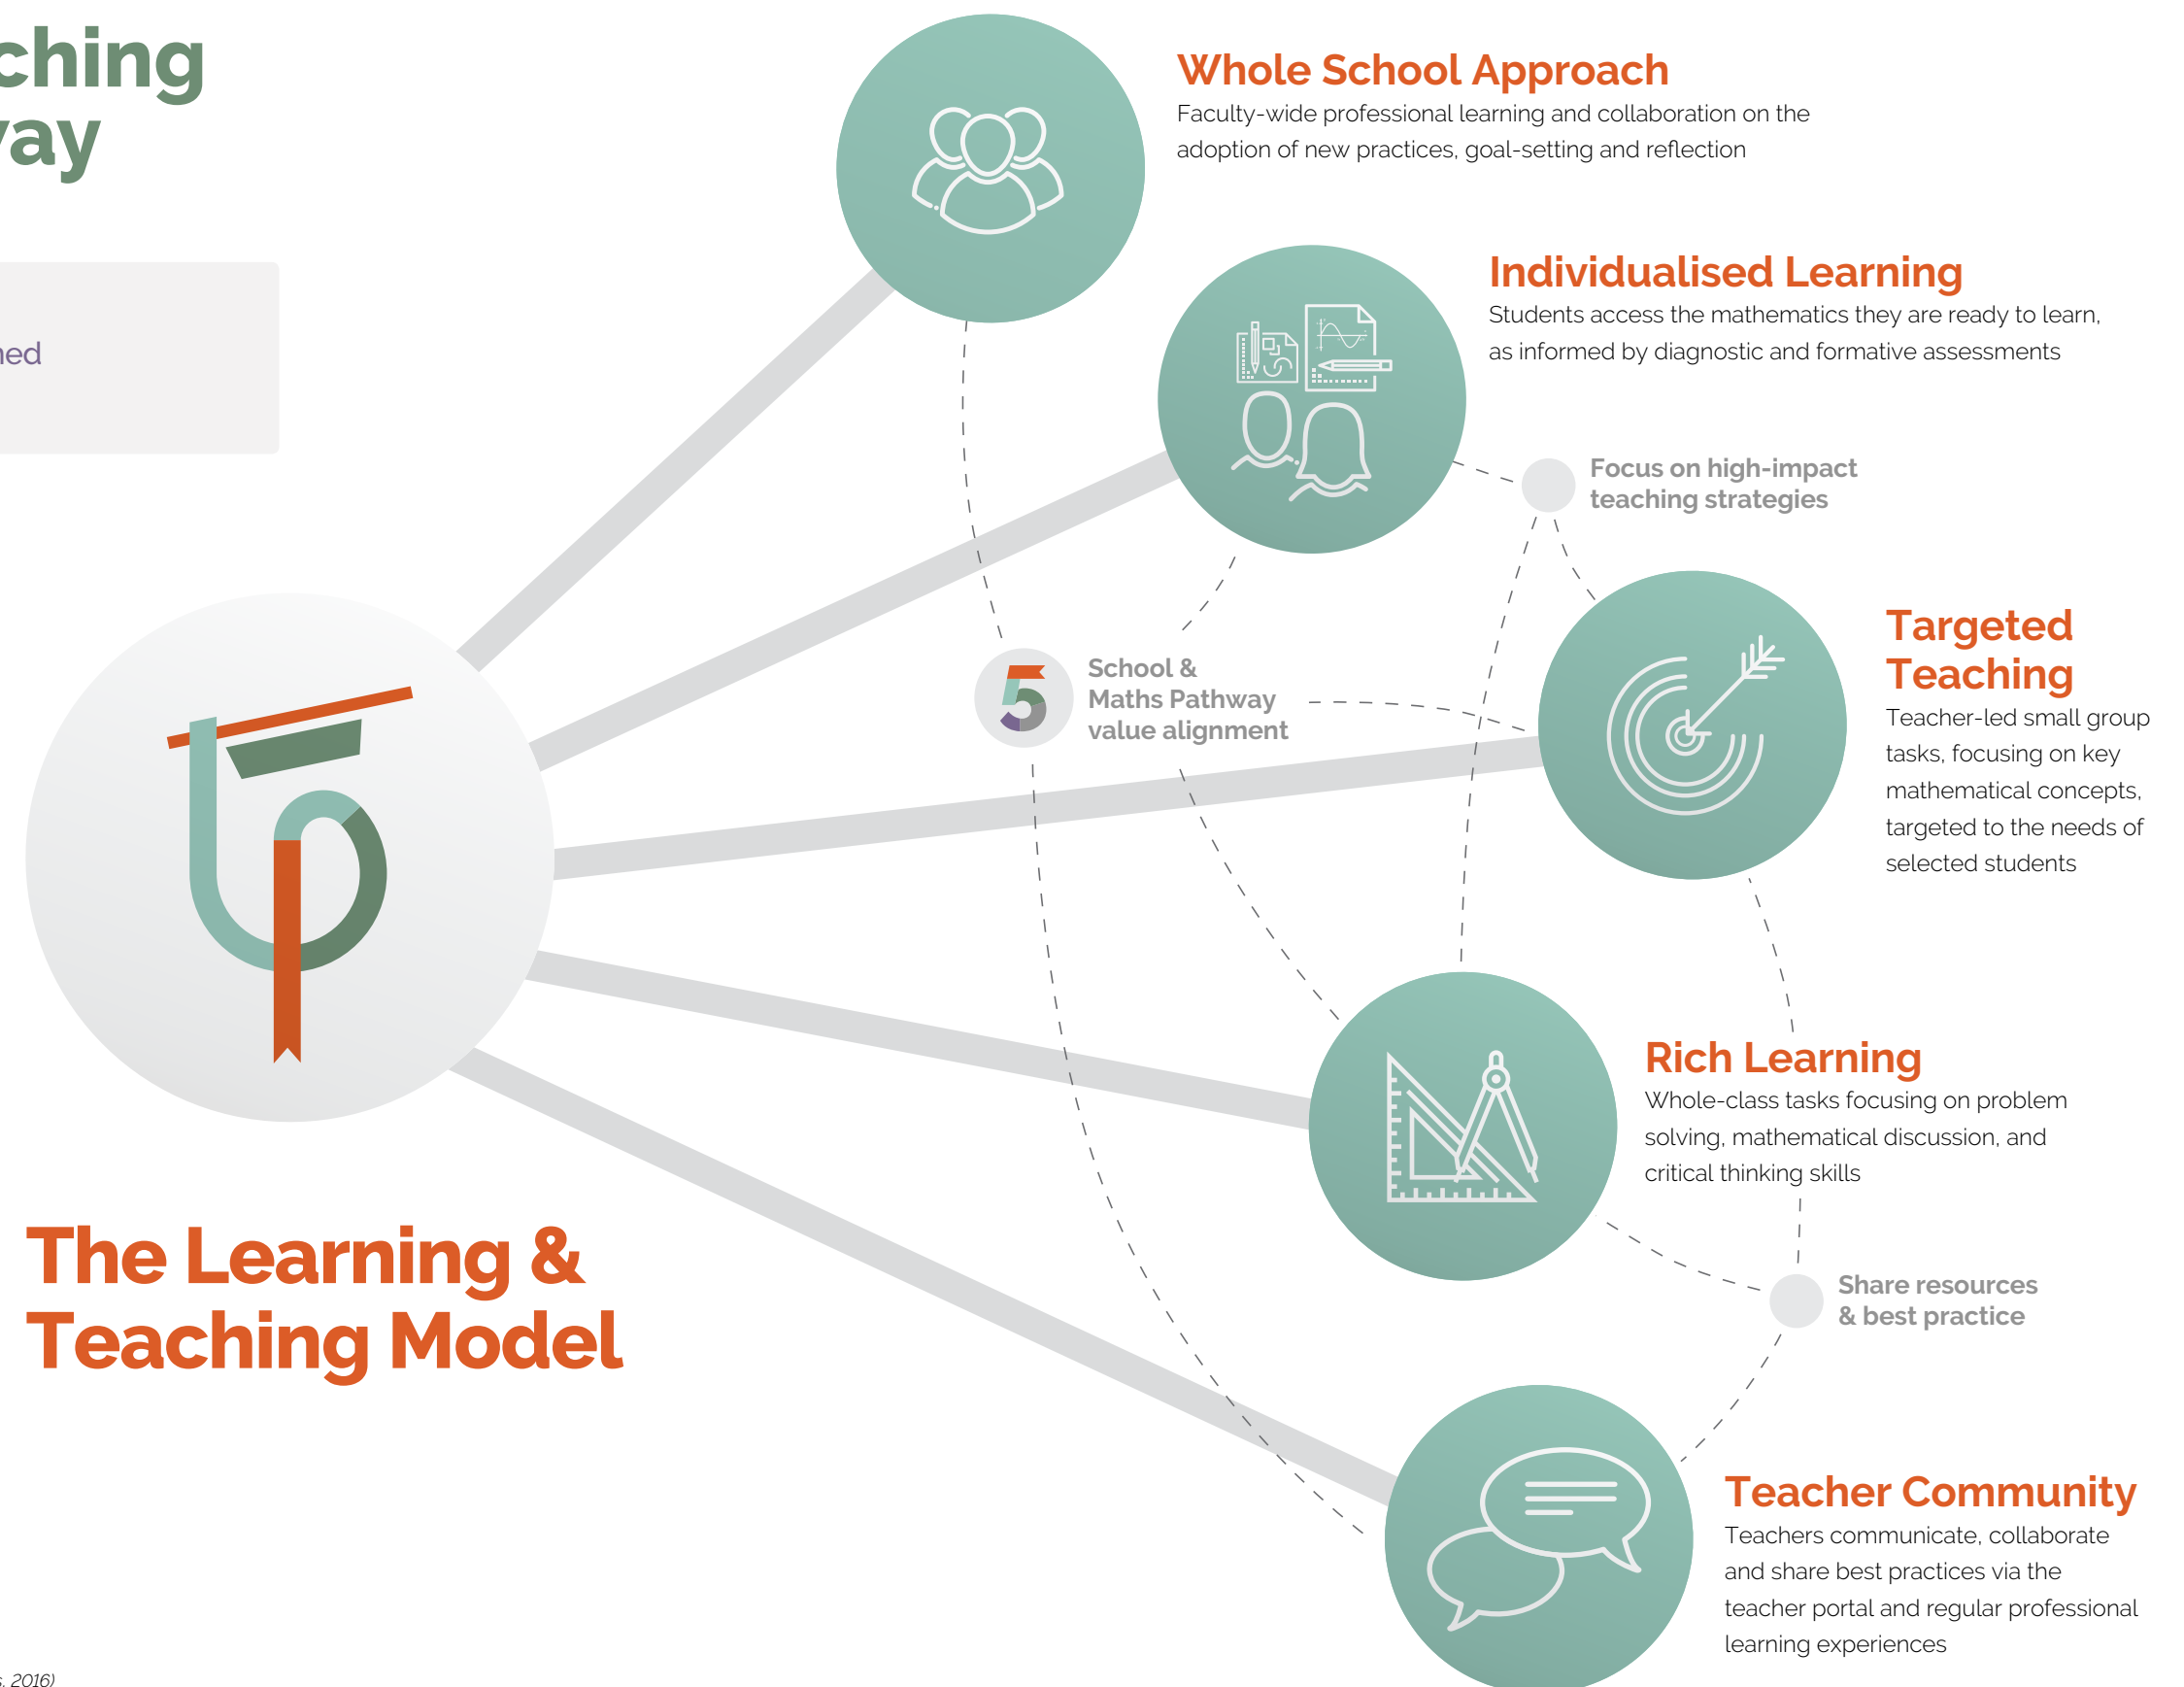 ching
ay
ned
Whole School Approach
Faculty-wide professional learning and collaboration on the
adoption of new practices, goal-setting and reflection
Individualised Learning
Students access the mathematics they are ready to learn,
as informed by diagnostic and formative assessments
Focus on high-impact
teaching strategies
Targeted
Teaching
Teacher-led small group
tasks, focusing on key
mathematical concepts,
targeted to the needs of
selected students
5
School &
Maths Pathway
value alignment
Rich Learning
Whole-class tasks focusing on problem
solving, mathematical discussion, and
critical thinking skills
Share resources
& best practice
The Learning &
Teaching Model
Teacher Community
Teachers communicate, collaborate
and share best practices via the
teacher portal and regular professional
learning experiences
s. 2016)